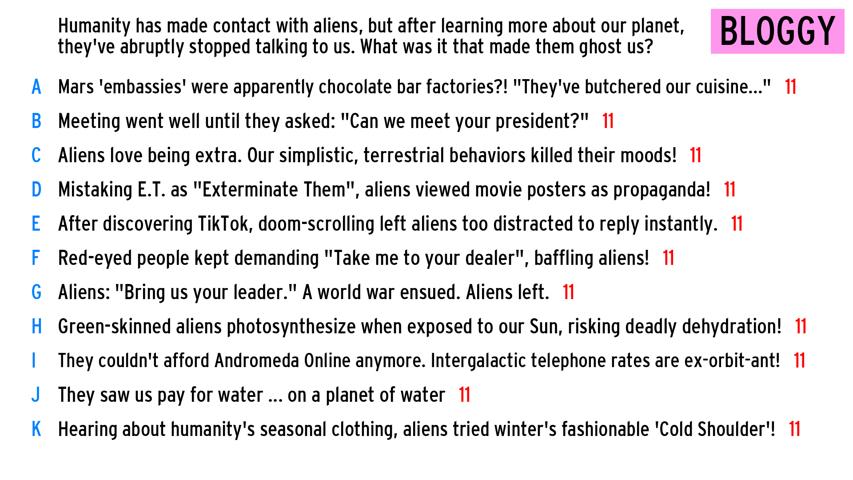 Humanity has made contact with aliens, but after learning more about our planet,
they've abruptly stopped talking to us. What was it that made them ghost us?
BLOGGY
A Mars 'embassies' were apparently chocolate bar factories?! "They've butchered our cuisine..." 11
B Meeting went well until they asked: "Can we meet your president?" 11
C Aliens love being extra. Our simplistic, terrestrial behaviors killed their moods! 11
D Mistaking E.T. as "Exterminate Them", aliens viewed movie posters as propaganda! 11
E After discovering TikTok, doom-scrolling left aliens too distracted to reply instantly. 11
F Red-eyed people kept demanding "Take me to your dealer", baffling aliens! 11
G Aliens: "Bring us your leader." A world war ensued. Aliens left. 11
H Green-skinned aliens photosynthesize when exposed to our Sun, risking deadly dehydration! 11
I They couldn't afford Andromeda Online anymore. Intergalactic telephone rates are ex-orbit-ant! 11
J They saw us pay for water ... on a planet of water 11
K Hearing about humanity's seasonal clothing, aliens tried winter's fashionable 'Cold Shoulder'! 11